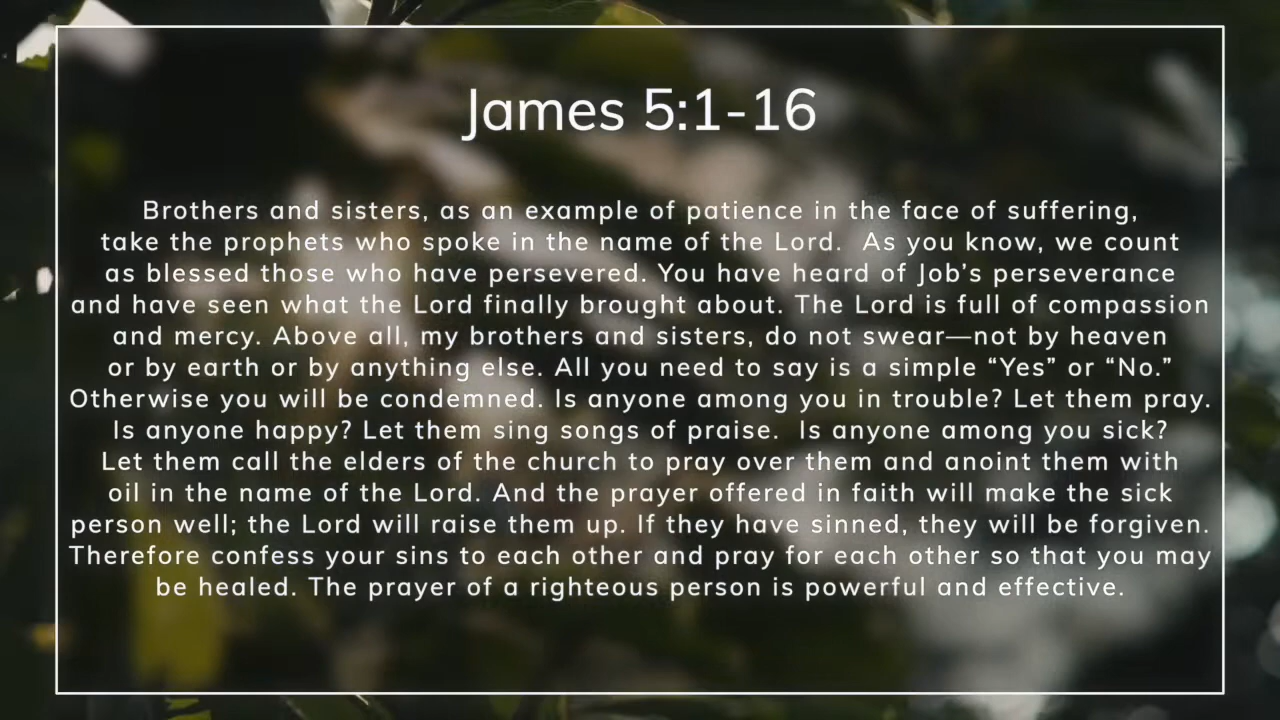 James 5:1-16
Brothers and sisters, as an example of patience in the face of suffering,
take the prophets who spoke in the name of the Lord.  As you know, we count
as blessed those who have persevered. You have heard of Job’s perseverance
and have seen what the Lord finally brought about. The Lord is full of compassion
and mercy. Above all, my brothers and sisters, do not swear—not by heaven
or by earth or by anything else. All you need to say is a simple “Yes” or “No.”
Otherwise you will be condemned. Is anyone among you in trouble? Let them pray.
Is anyone happy? Let them sing songs of praise.  Is anyone among you sick?
Let them call the elders of the church to pray over them and anoint them with
oil in the name of the Lord. And the prayer offered in faith will make the sick
person well; the Lord will raise them up. If they have sinned, they will be forgiven.
Therefore confess your sins to each other and pray for each other so that you may
be healed. The prayer of a righteous person is powerful and effective.